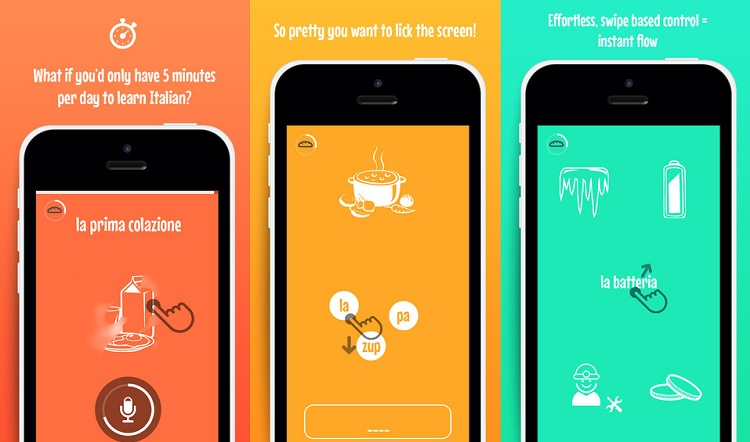 What if you'd only have 5 minutes
per day to learn Italian?
la prima colazione
So pretty you want to lick the screen!
la
pa
zup
____
Effortless, swipe based control =
instant flow
la batteria